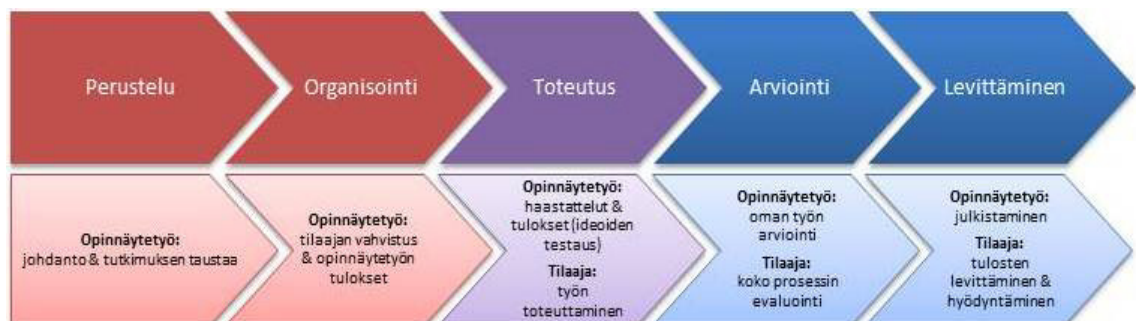 Perustelu
Organisointi
Toteutus
Arviointi
Levittäminen
Opinnäytetyö:
johdanto & tutkimuksen taustaa
Opinnäytetyö:
tilaajan vahvistus
& opinnäytetyön
tulokset
Opinnäytetyö:
haastattelut &
tulokset (ideoiden
testaus)
Tilaaja:
työn
toteuttaminen
Opinnäytetyö:
oman työn
arviointi
Tilaaja:
koko prosessin
evaluointi
Opinnäytetyö:
julkistaminen
Tilaaja:
tulosten
levittäminen &
hyödyntäminen